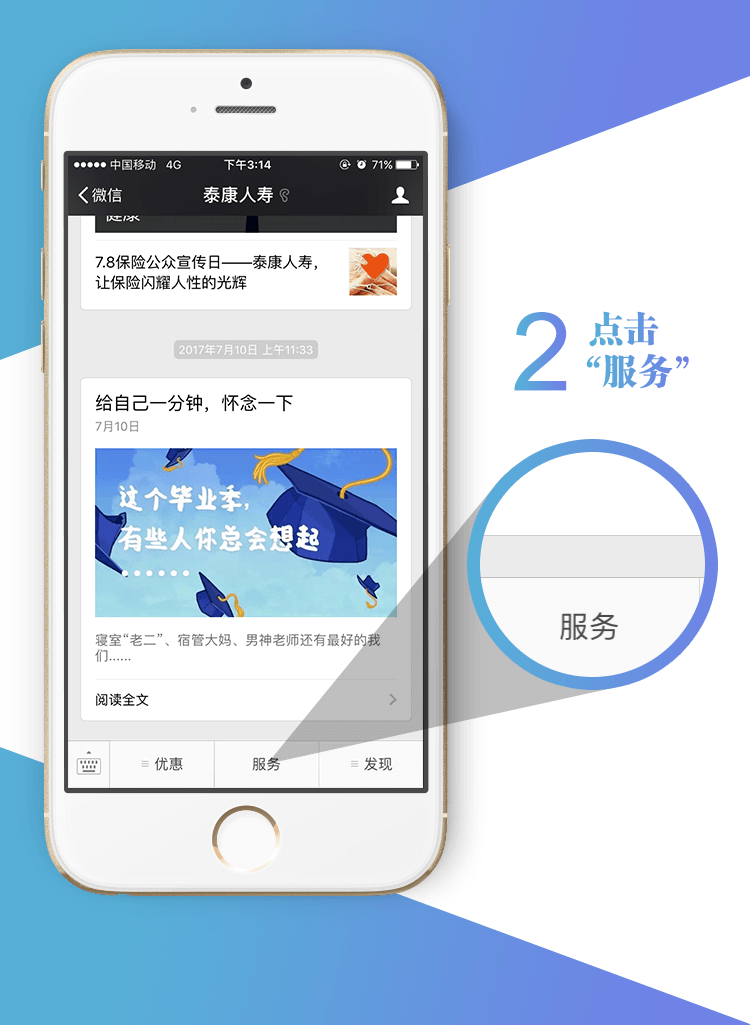 中国移动 4G 下午3:14 71%
微信 泰康人寿
健康
7.8保险公众宣传日——泰康人寿，
让保险闪耀人性的光辉
2017年7月10日 上午11:33
给自己一分钟，怀念一下
7月10日
这个毕业季，
有些人你总会想起
······
寝室“老二”、宿管大妈、男神老师还有最好的我
们......
阅读全文
优惠 服务 发现
2 点击
“服务”
服务